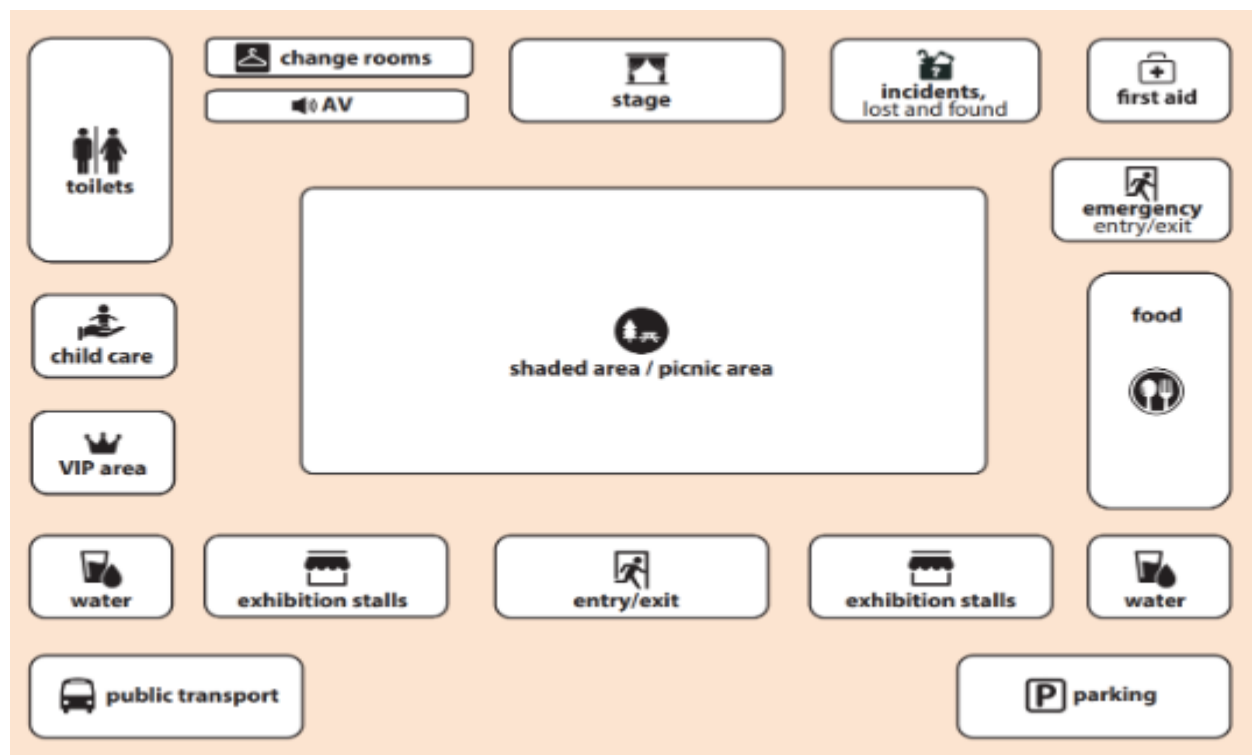 change rooms
AV
stage
incidents,
lost and found
?
first aid
toilets
emergency
entry/exit
child care
shaded area / picnic area
food
VIP area
water
exhibition stalls
entry/exit
exhibition stalls
water
public transport
P parking